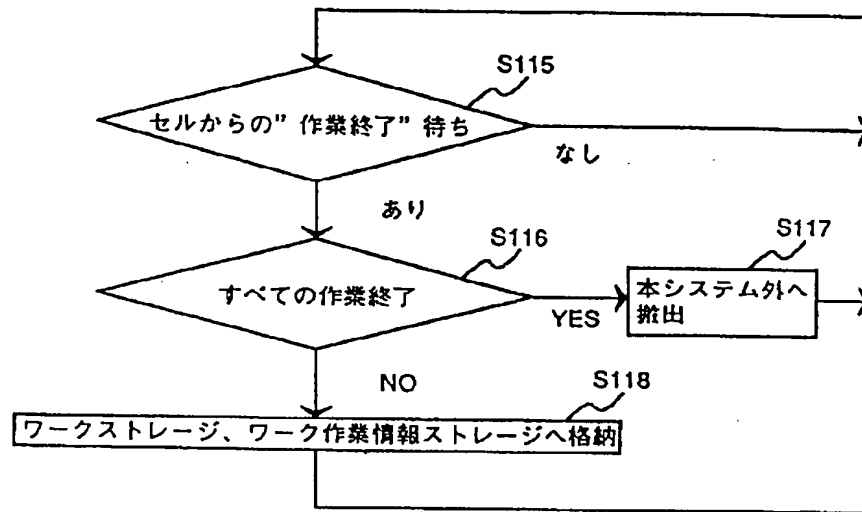 S115
セルからの"作業終了"待ち
なし
あり
S116
すべての作業終了
S117
本システム外へ
搬出
YES
NO
S118
ワークストレージ、ワーク作業情報ストレージへ格納